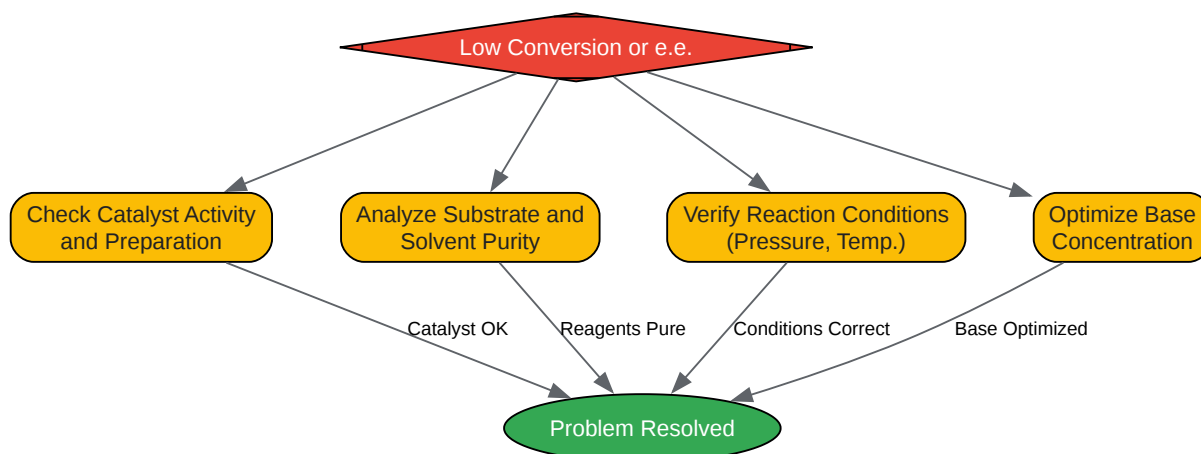 Low Conversion or e.e.
Check Catalyst Activity
and Preparation
Analyze Substrate and
Solvent Purity
Verify Reaction Conditions
(Pressure, Temp.)
Optimize Base
Concentration
Catalyst OK
Reagents Pure
Conditions Correct
Base Optimized
Problem Resolved